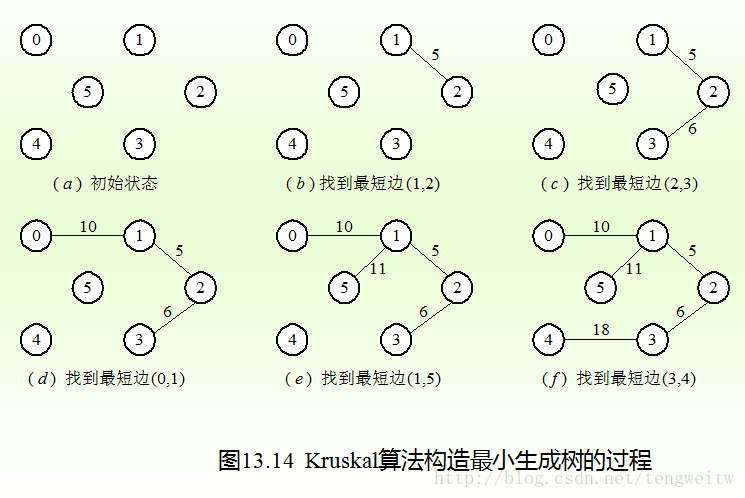 0 1
5 2
4 3
(a) 初始状态
0 1
5
5 2
4 3
(b) 找到最短边(1,2)
0 1
5
5 2
6
4 3
(c) 找到最短边(2,3)
0 10 1
5
5 2
6
4 3
(d) 找到最短边(0,1)
0 10 1
5
11
5 2
6
4 3
(e) 找到最短边(1,5)
0 10 1
5
11
5 2
6
4 18 3
(f) 找到最短边(3,4)
图13.14 Kruskal算法构造最小生成树的过程
http://blog.csdn.net/tengweitw